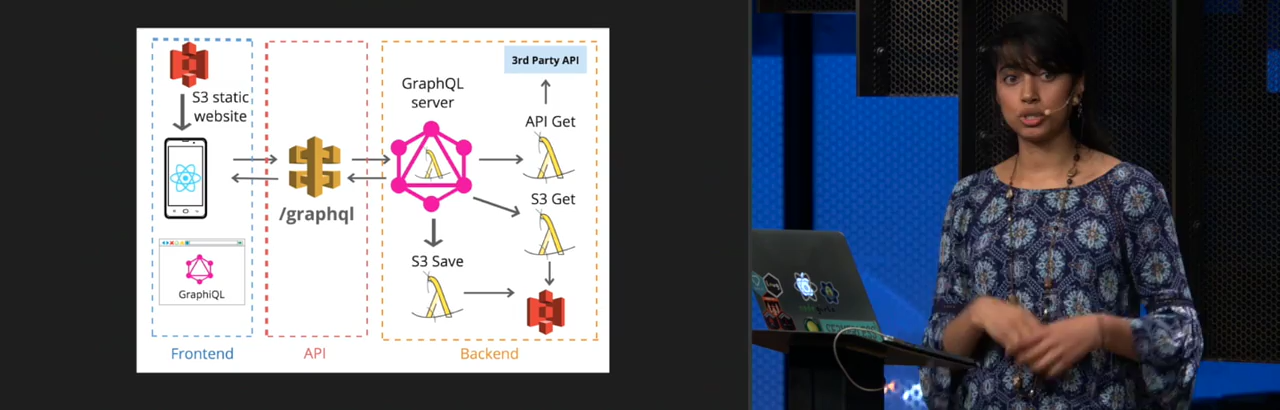 3rd Party API
GraphQL
server
S3 static
website
API Get
/graphql
S3 Get
S3 Save
GraphiQL
Frontend
API
Backend